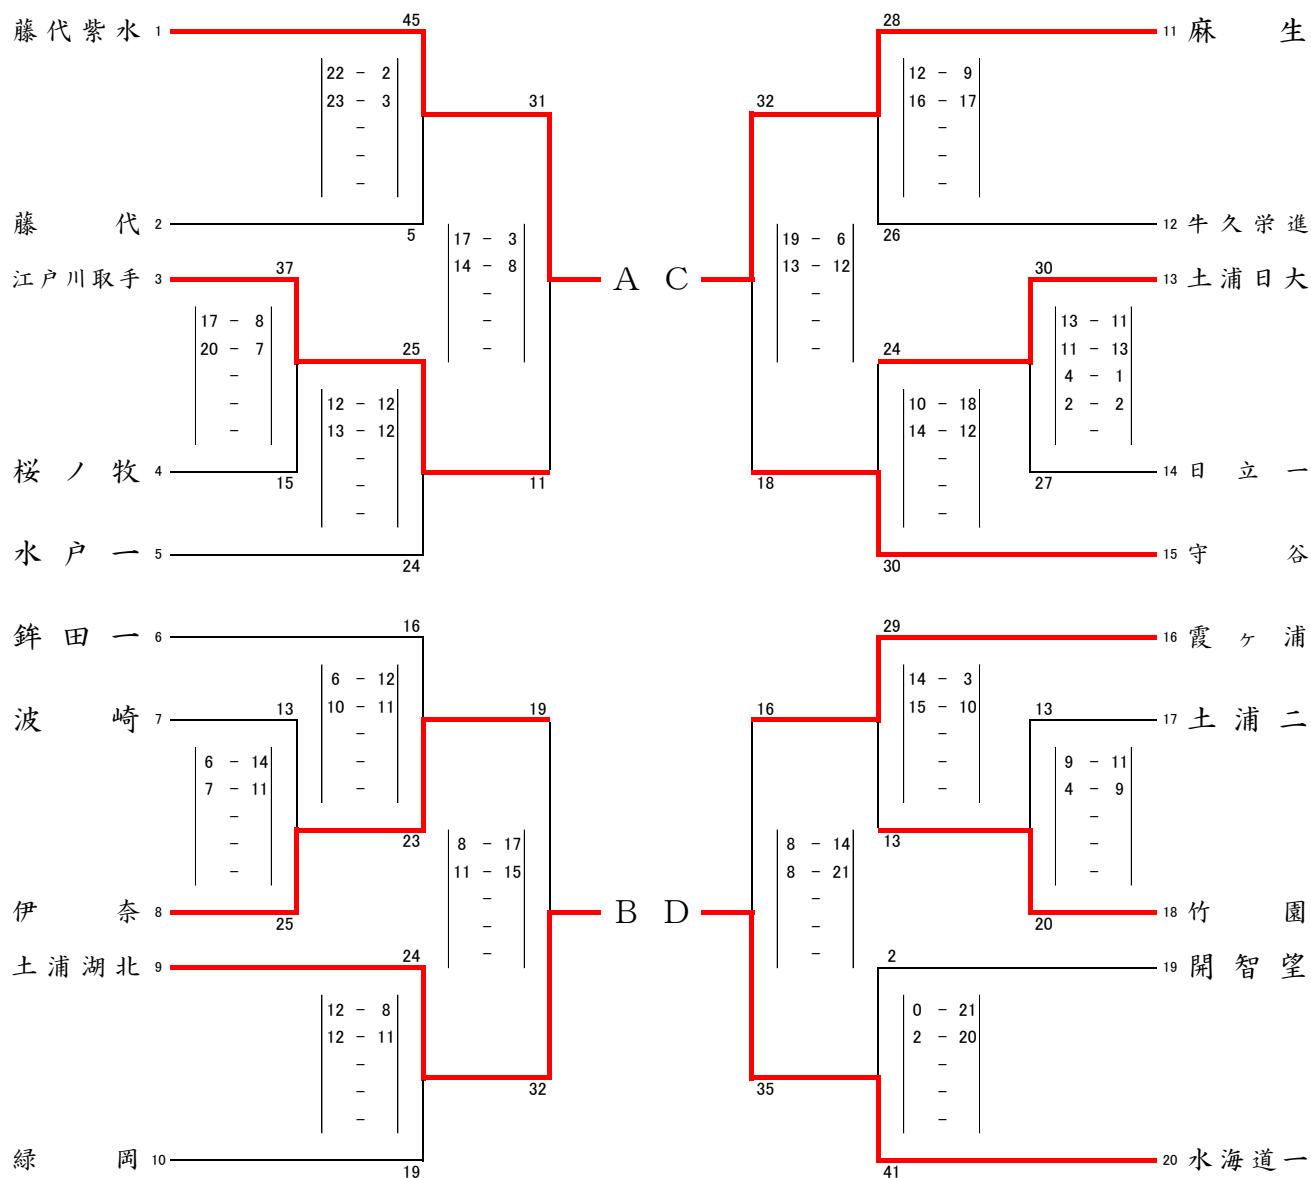 藤代紫水 1
45
22 - 2
23 - 3
-
-
-
藤代 2
5
31
17 - 3
14 - 8
-
-
-
A
江戸川取手 3
37
17 - 8
20 - 7
-
-
-
桜ノ牧 4
15
25
12 - 12
13 - 12
-
-
-
11
水戸一 5
24
鉾田一 6
16
6 - 12
10 - 11
-
-
-
波崎 7
13
6 - 14
7 - 11
-
-
-
伊奈 8
25
23
19
8 - 17
11 - 15
-
-
-
B
土浦湖北 9
24
12 - 8
12 - 11
-
-
-
32
緑岡 10
19
28
11 麻生
12 - 9
16 - 17
-
-
-
32
12 牛久栄進
26
19 - 6
13 - 12
-
-
-
C
30
13 土浦日大
13 - 11
11 - 13
4 - 1
2 - 2
-
24
10 - 18
14 - 12
-
-
-
14 日立一
27
18
15 守谷
30
29
16 霞ヶ浦
14 - 3
15 - 10
-
-
-
16
13
17 土浦二
9 - 11
4 - 9
-
-
-
13
18 竹園
20
8 - 14
8 - 21
-
-
-
D
2
19 開智望
0 - 21
2 - 20
-
-
-
35
20 水海道一
41